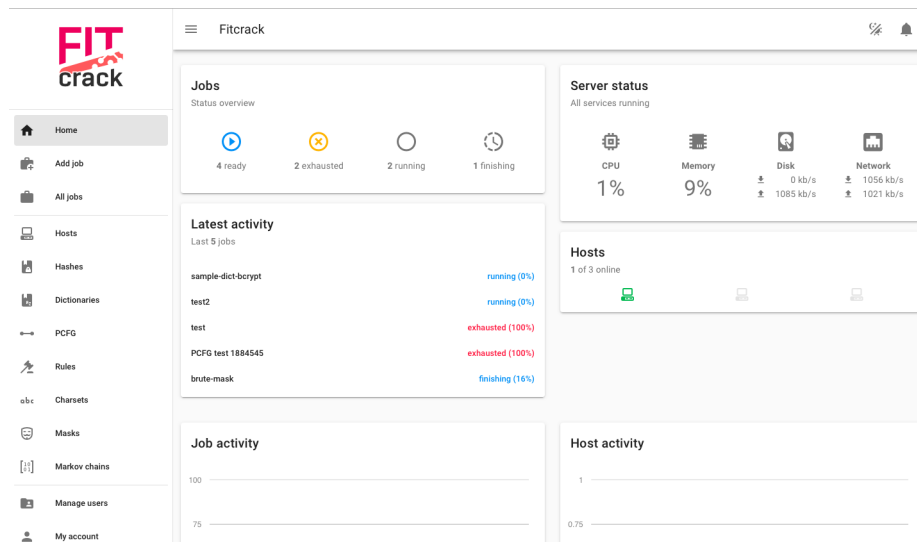 FIT
crack
Home
Add job
All jobs
Hosts
Hashes
Dictionaries
PCFG
Rules
abc Charsets
Masks
Markov chains
Manage users
My account
Fitcrack
Jobs
Status overview
4 ready
2 exhausted
2 running
1 finishing
Latest activity
Last 5 jobs
sample-dict-bcrypt running (0%)
test2 running (0%)
test exhausted (100%)
PCFG test 1884545 exhausted (100%)
brute-mask finishing (16%)
Server status
All services running
CPU
1%
Memory
9%
Disk
0 kb/s
1085 kb/s
Network
1056 kb/s
1021 kb/s
Hosts
1 of 3 online
Job activity
100
75
Host activity
1
0.75